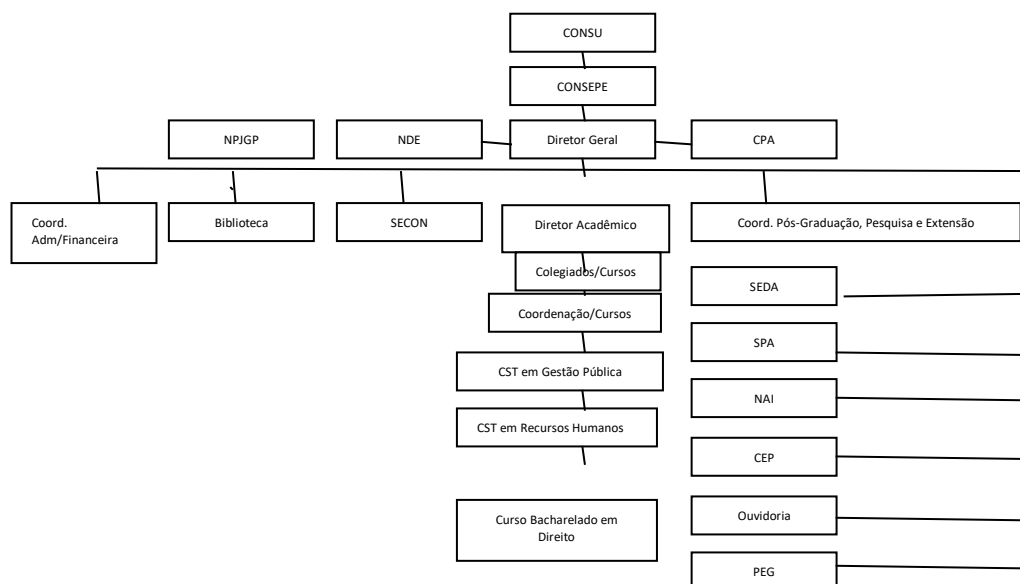 CONSU
CONSEPE
NPJGP
NDE
Diretor Geral
CPA
Coord.
Adm/Financeira
Biblioteca
SECON
Diretor Acadêmico
Coord. Pós-Graduação, Pesquisa e Extensão
Colegiados/Cursos
SEDA
Coordenação/Cursos
SPA
CST em Gestão Pública
NAI
CST em Recursos Humanos
CEP
Ouvidoria
Curso Bacharelado em
Direito
PEG